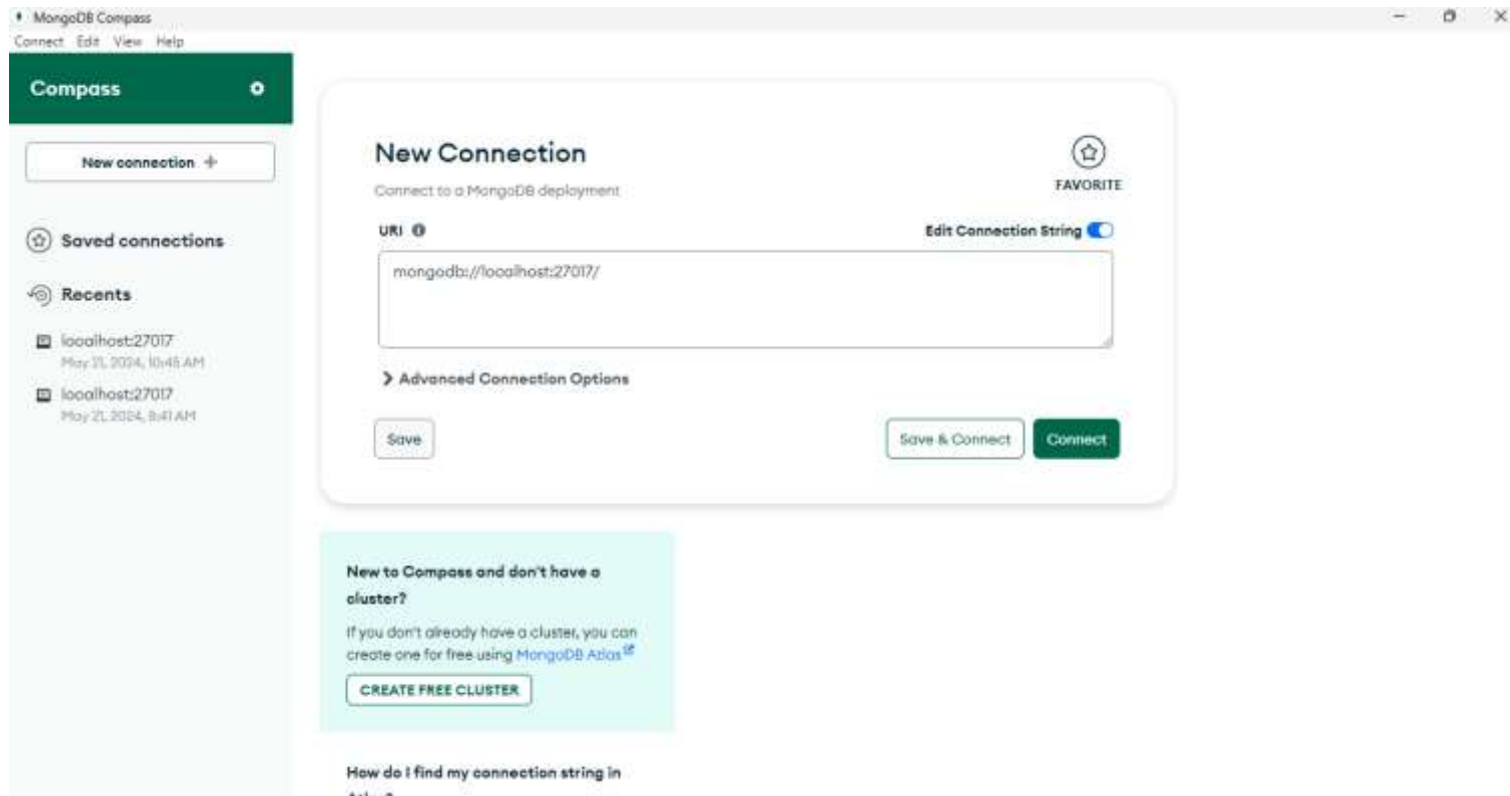 MongoDB Compass
Connect Edit View Help
Compass
New connection +
Saved connections
Recents
localhost:27017
May 21, 2024, 10:45 AM
localhost:27017
May 21, 2024, 8:41 AM
New Connection
Connect to a MongoDB deployment
FAVORITE
URI
Edit Connection String
mongodb://localhost:27017/
Advanced Connection Options
Save
Save & Connect
Connect
New to Compass and don't have a
cluster?
If you don't already have a cluster, you can
create one for free using MongoDB Atlas
CREATE FREE CLUSTER
How do I find my connection string in
Atlas?